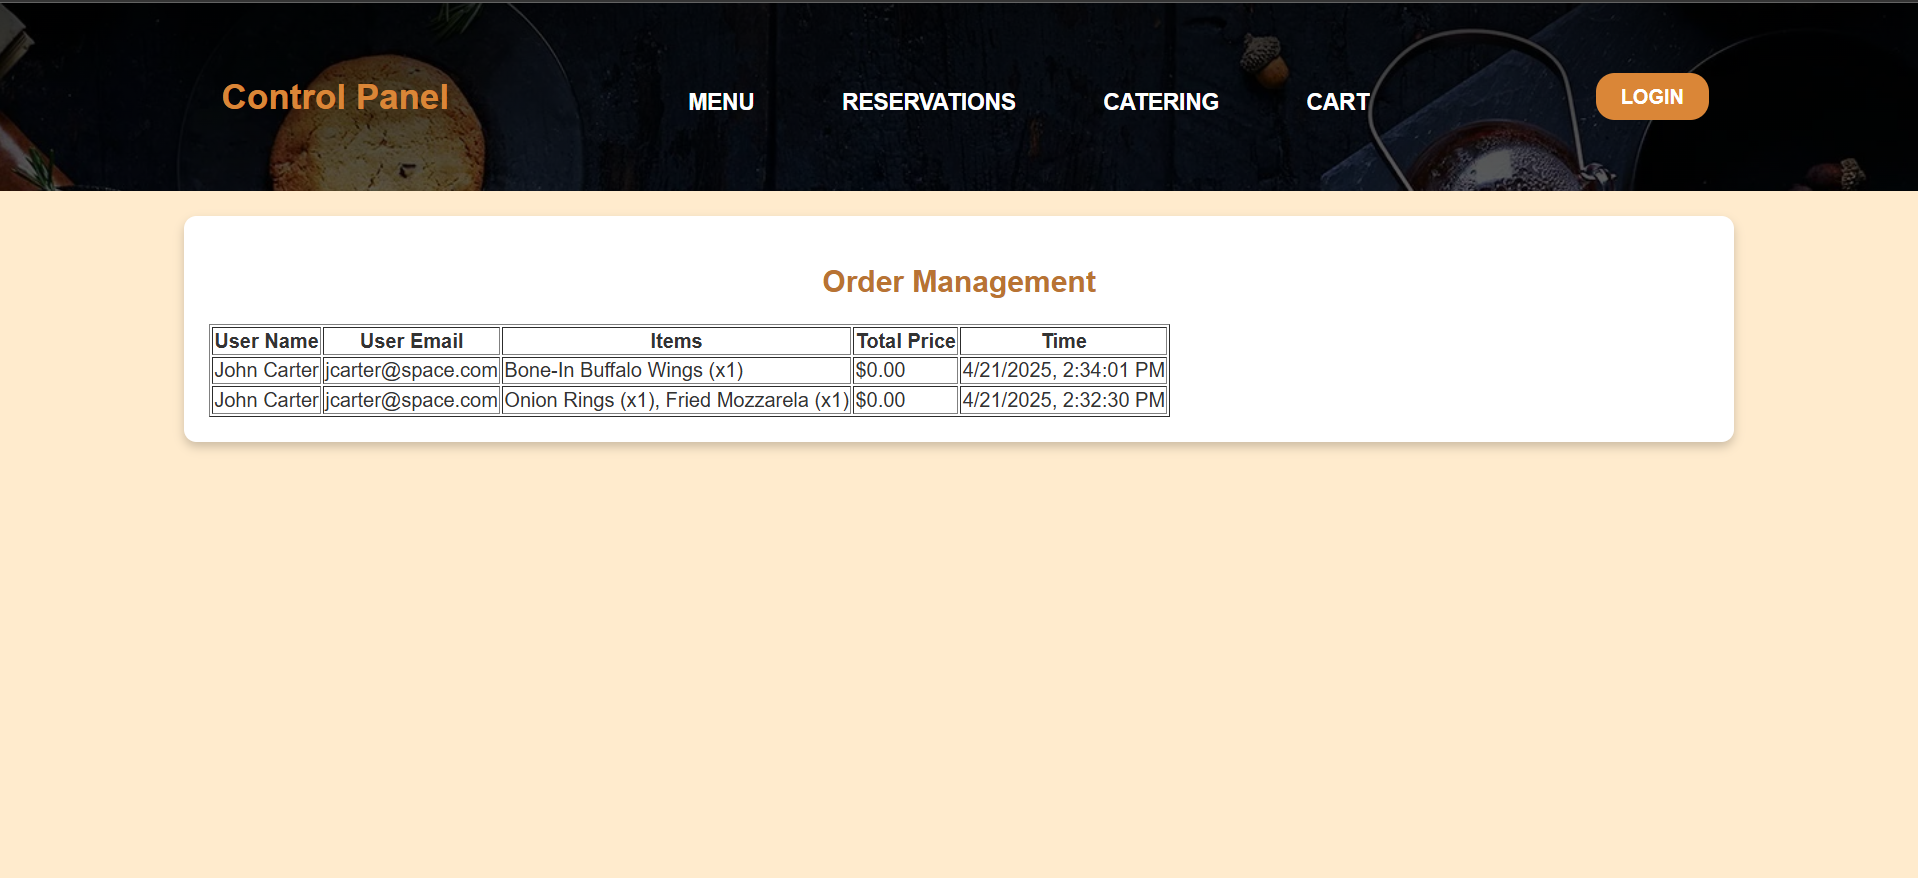 Control Panel
MENU RESERVATIONS CATERING CART
LOGIN
Order Management
User Name User Email Items Total Price Time
John Carter jcarter@space.com Bone-In Buffalo Wings (x1) $0.00 4/21/2025, 2:34:01 PM
John Carter jcarter@space.com Onion Rings (x1), Fried Mozzarela (x1) $0.00 4/21/2025, 2:32:30 PM